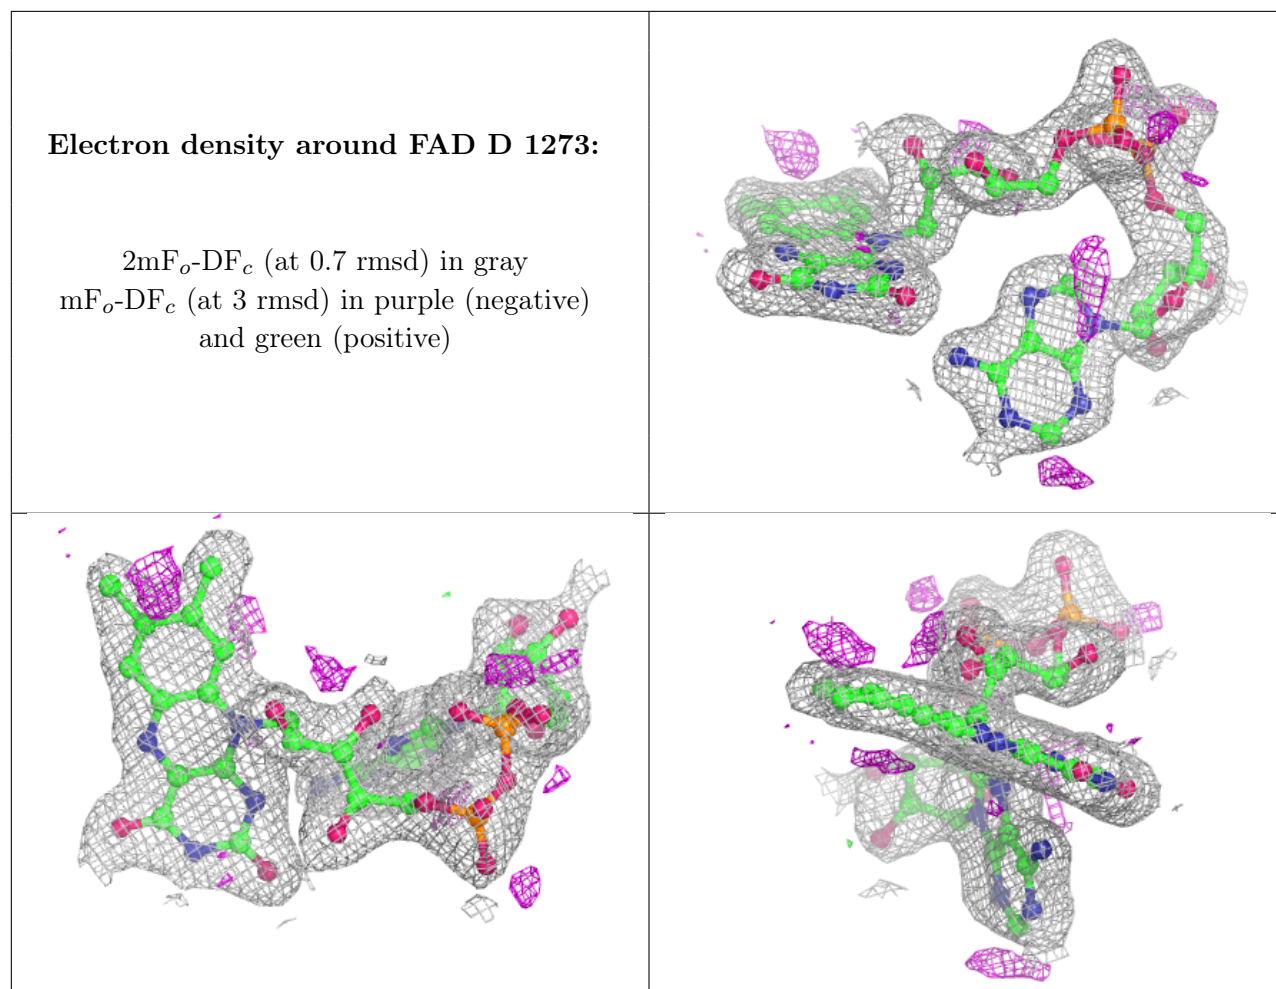 Electron density around FAD D 1273:
2mFo-DFc (at 0.7 rmsd) in gray
mFo-DFc (at 3 rmsd) in purple (negative)
and green (positive)